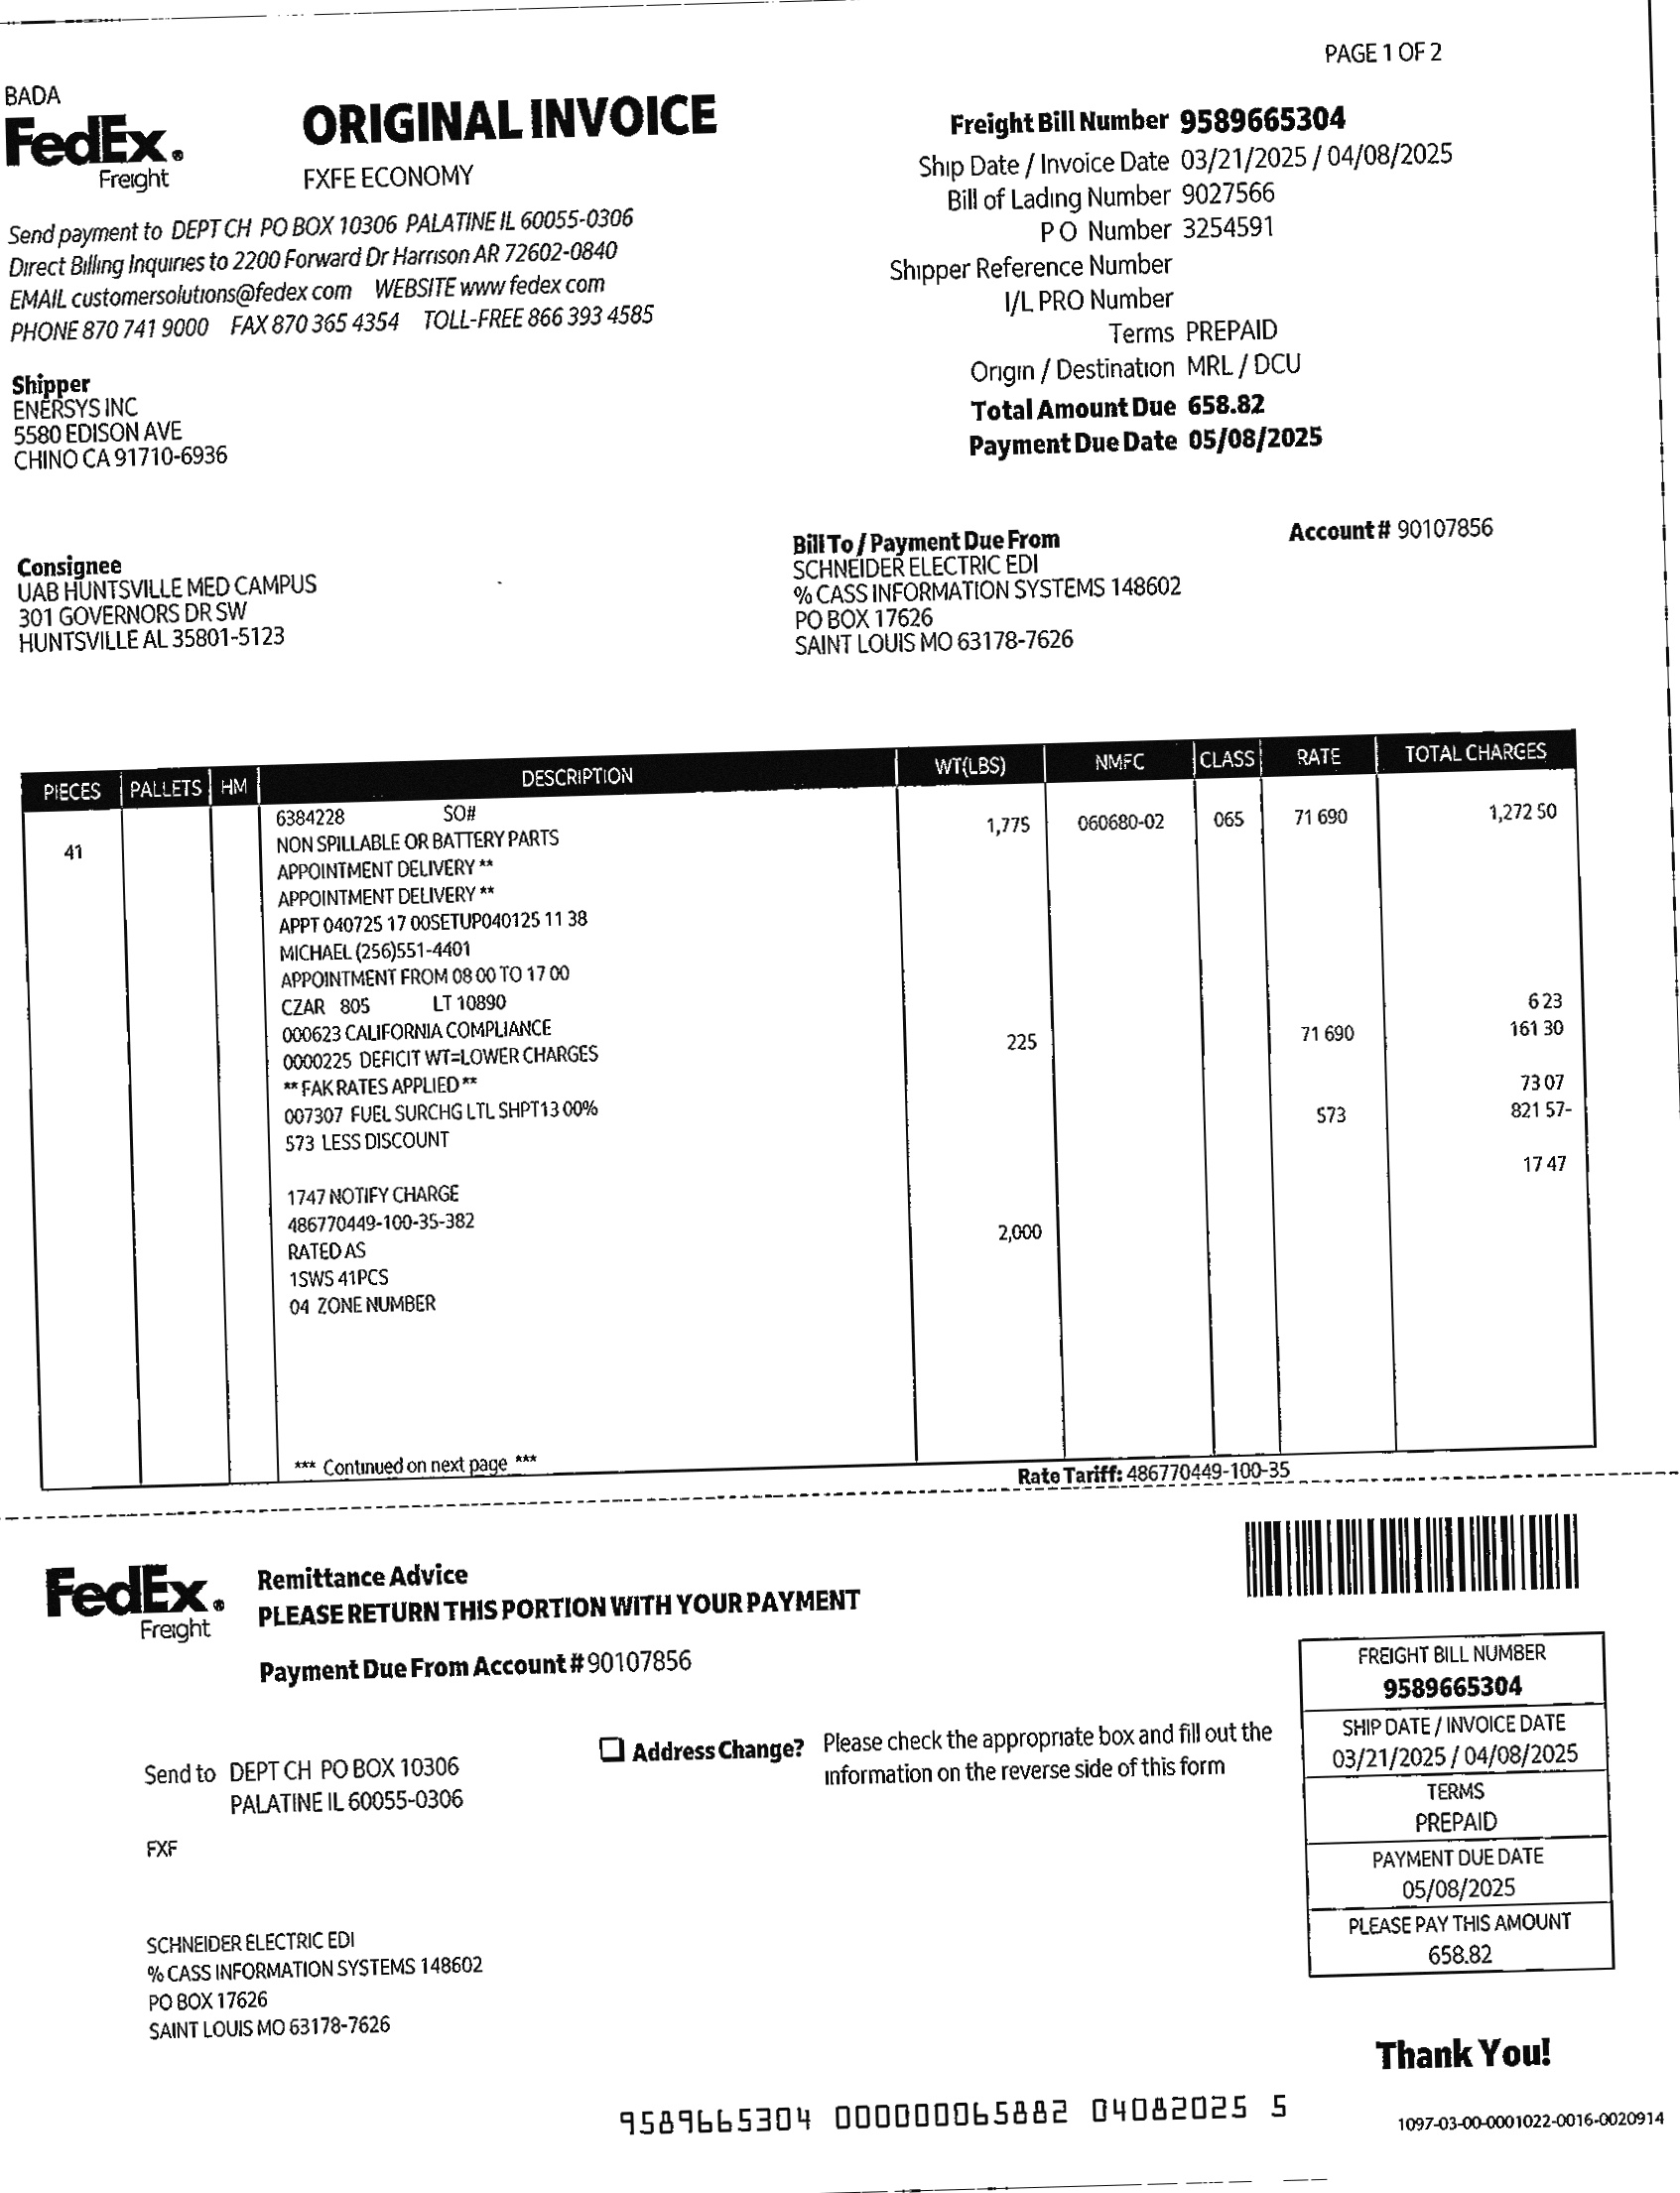 PAGE 1 OF 2
BADA
FedEx®
Freight
ORIGINAL INVOICE
FXFE ECONOMY
Send payment to DEPT CH PO BOX 10306 PALATINE IL 60055-0306
Direct Billing Inquiries to 2200 Forward Dr Harrison AR 72602-0840
EMAIL customersolutions@fedex com WEBSITE www fedex com
PHONE 870 741 9000 FAX 870 365 4354 TOLL-FREE 866 393 4585
Freight Bill Number 9589665304
Ship Date / Invoice Date 03/21/2025 / 04/08/2025
Bill of Lading Number 9027566
P O Number 3254591
Shipper Reference Number
I/L PRO Number
Terms PREPAID
Origin / Destination MRL / DCU
Total Amount Due 658.82
Payment Due Date 05/08/2025
Shipper
ENERSYS INC
5580 EDISON AVE
CHINO CA 91710-6936
Consignee
UAB HUNTSVILLE MED CAMPUS
301 GOVERNORS DR SW
HUNTSVILLE AL 35801-5123
Bill To / Payment Due From
SCHNEIDER ELECTRIC EDI
% CASS INFORMATION SYSTEMS 148602
PO BOX 17626
SAINT LOUIS MO 63178-7626
Account # 90107856
PIECES PALLETS HM DESCRIPTION WT(LBS) NMFC CLASS RATE TOTAL CHARGES
6384228 SO#
41 NON SPILLABLE OR BATTERY PARTS 1,775 060680-02 065 71 690 1,272 50
APPOINTMENT DELIVERY **
APPOINTMENT DELIVERY **
APPT 040725 17 00SETUP040125 11 38
MICHAEL (256)551-4401
APPOINTMENT FROM 08 00 TO 17 00
CZAR 805 LT 10890
000623 CALIFORNIA COMPLIANCE 6 23
0000225 DEFICIT WT=LOWER CHARGES 225 71 690 161 30
** FAK RATES APPLIED **
007307 FUEL SURCHG LTL SHPT13 00% 73 07
573 LESS DISCOUNT 573 821 57-
1747 NOTIFY CHARGE 17 47
486770449-100-35-382
RATED AS 2,000
1SWS 41PCS
04 ZONE NUMBER
*** Continued on next page ***
Rate Tariff: 486770449-100-35
FedEx®
Freight
Remittance Advice
PLEASE RETURN THIS PORTION WITH YOUR PAYMENT
Payment Due From Account # 90107856
Send to DEPT CH PO BOX 10306
PALATINE IL 60055-0306
FXF
Address Change? Please check the appropriate box and fill out the
information on the reverse side of this form
FREIGHT BILL NUMBER
9589665304
SHIP DATE / INVOICE DATE
03/21/2025 / 04/08/2025
TERMS
PREPAID
PAYMENT DUE DATE
05/08/2025
PLEASE PAY THIS AMOUNT
658.82
SCHNEIDER ELECTRIC EDI
% CASS INFORMATION SYSTEMS 148602
PO BOX 17626
SAINT LOUIS MO 63178-7626
Thank You!
9589665304 000000065882 04082025 5
1097-03-00-0001022-0016-0020914